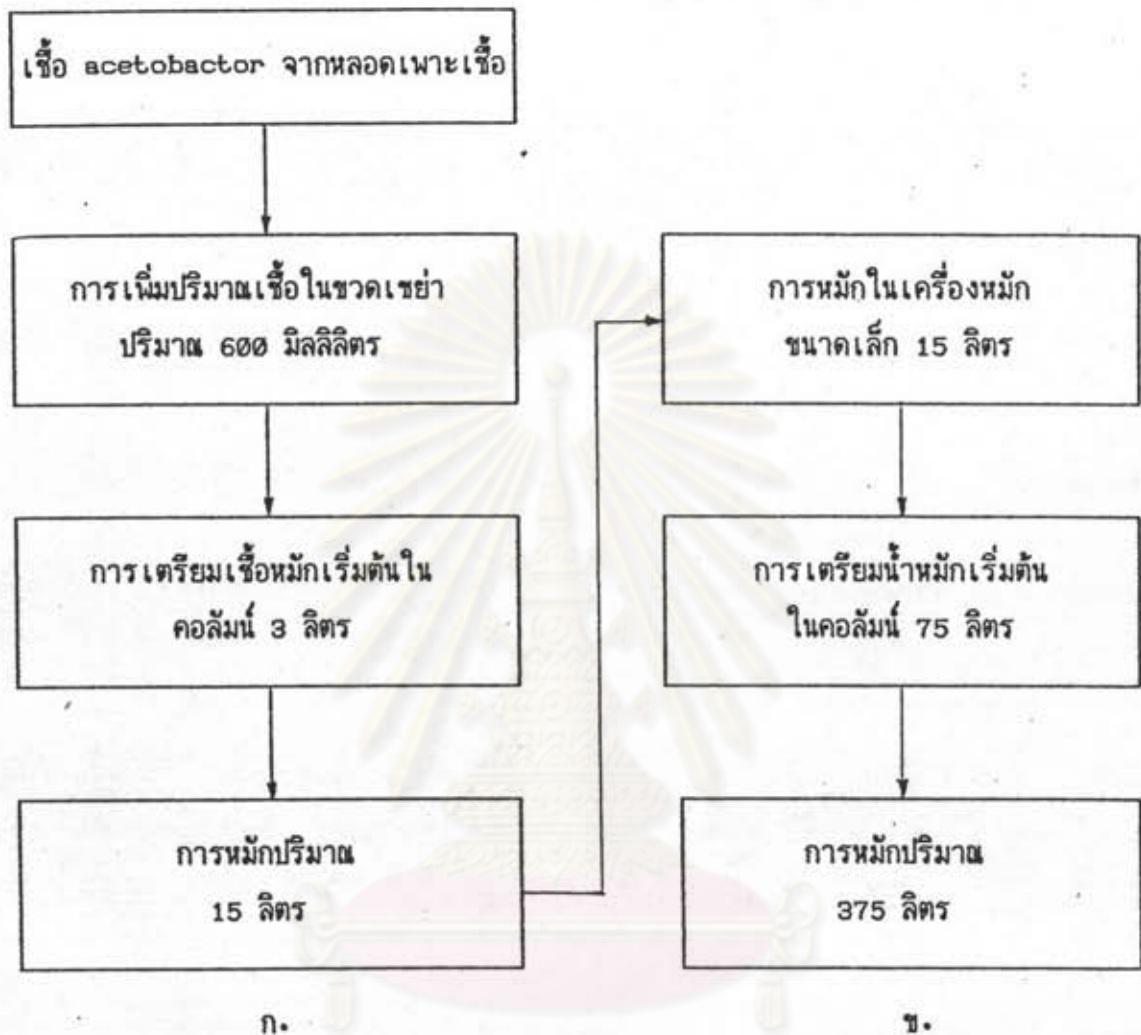 เชื้อ acetobactor จากหลอดเพาะเชื้อ
การเพิ่มปริมาณเชื้อในขวดเขย่า
ปริมาณ 600 มิลลิลิตร
การเตรียมเชื้อหมักเริ่มต้นใน
คอลัมน์ 3 ลิตร
การหมักปริมาณ
15 ลิตร
ก.
การหมักในเครื่องหมัก
ขนาดเล็ก 15 ลิตร
การเตรียมน้ำหมักเริ่มต้น
ในคอลัมน์ 75 ลิตร
การหมักปริมาณ
375 ลิตร
ข.